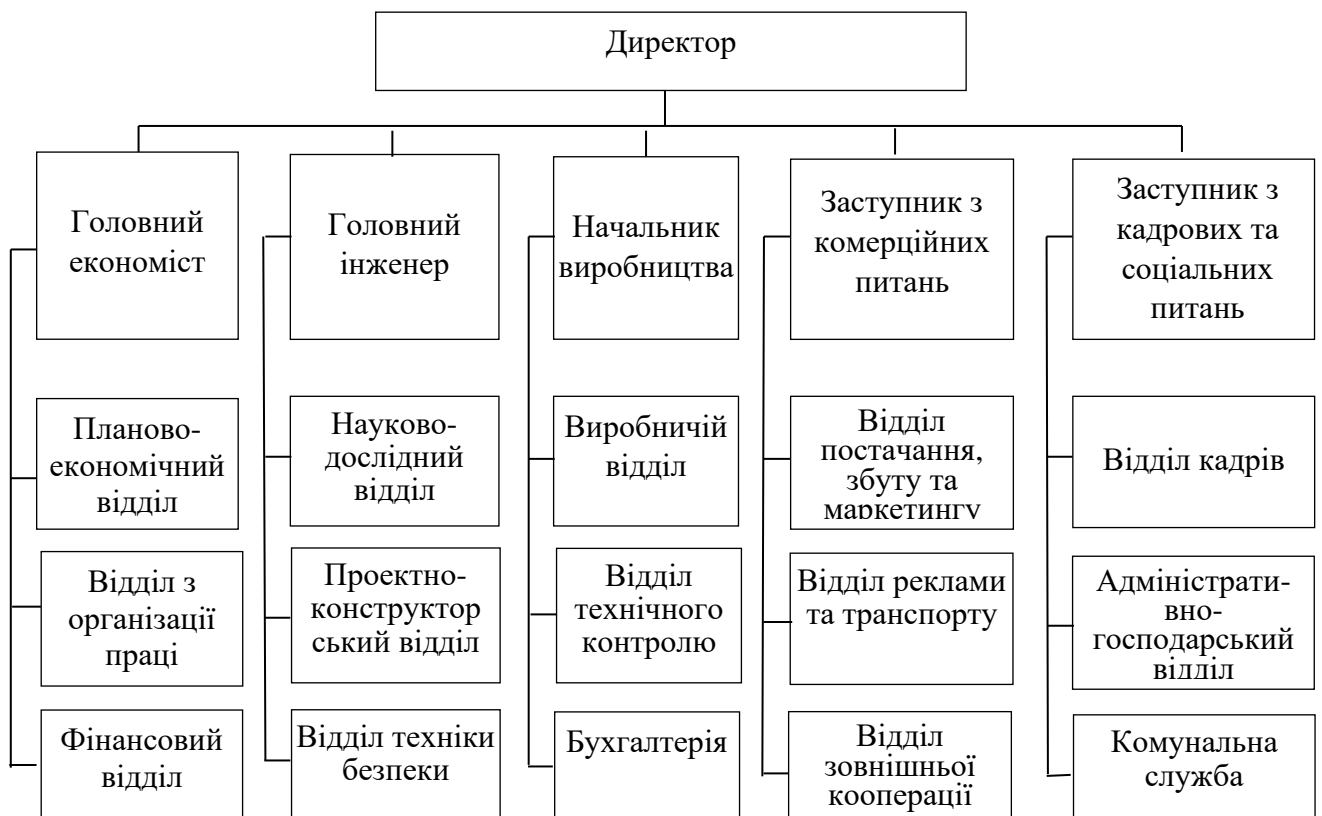 Директор
Головний
економіст
Головний
інженер
Начальник
виробництва
Заступник з
комерційних
питань
Заступник з
кадрових та
соціальних
питань
Планово-
економічний
відділ
Науково-
дослідний
відділ
Виробничій
відділ
Відділ
постачання,
збуту та
маркетингу
Відділ кадрів
Відділ з
організації
праці
Проектно-
конструктор
ський відділ
Відділ
технічного
контролю
Відділ реклами
та транспорту
Адміністрати-
вно-
господарський
відділ
Фінансовий
відділ
Відділ техніки
безпеки
Бухгалтерія
Відділ
зовнішньої
кооперації
Комунальна
служба